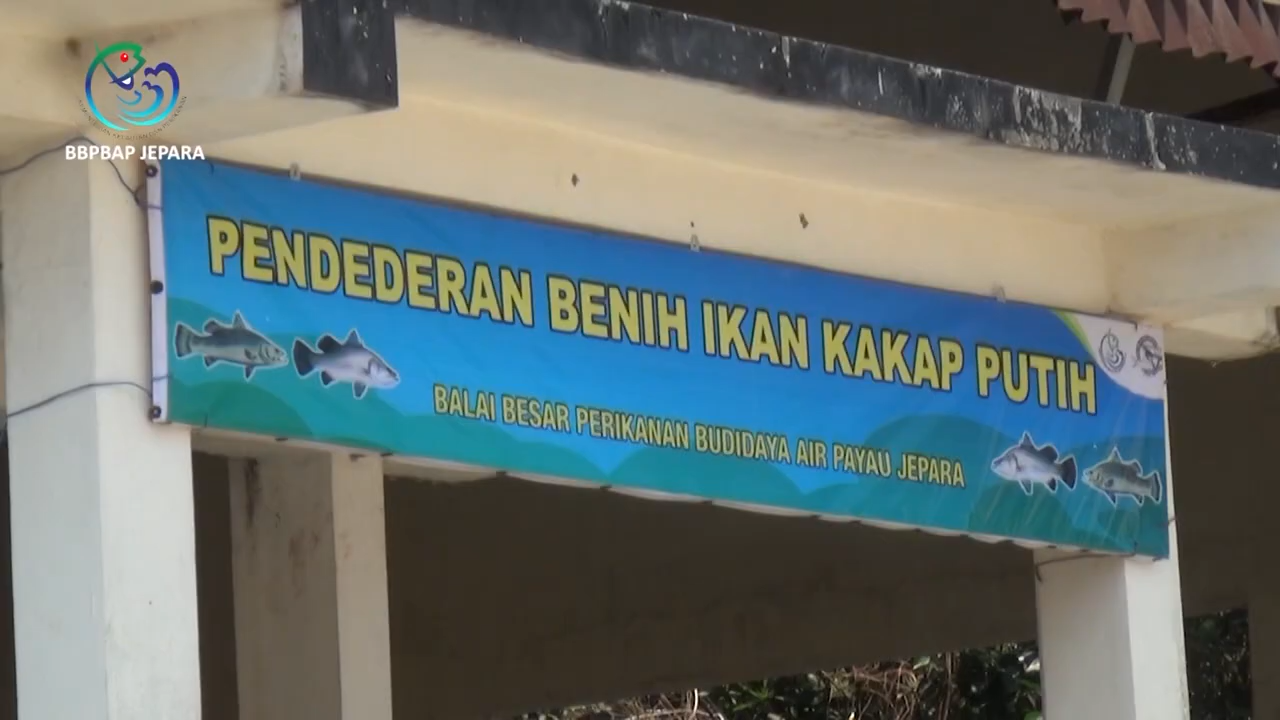 BBPBAP JEPARA
PENDEDERAN BENIH IKAN KAKAP PUTIH
BALAI BESAR PERIKANAN BUDIDAYA AIR PAYAU JEPARA